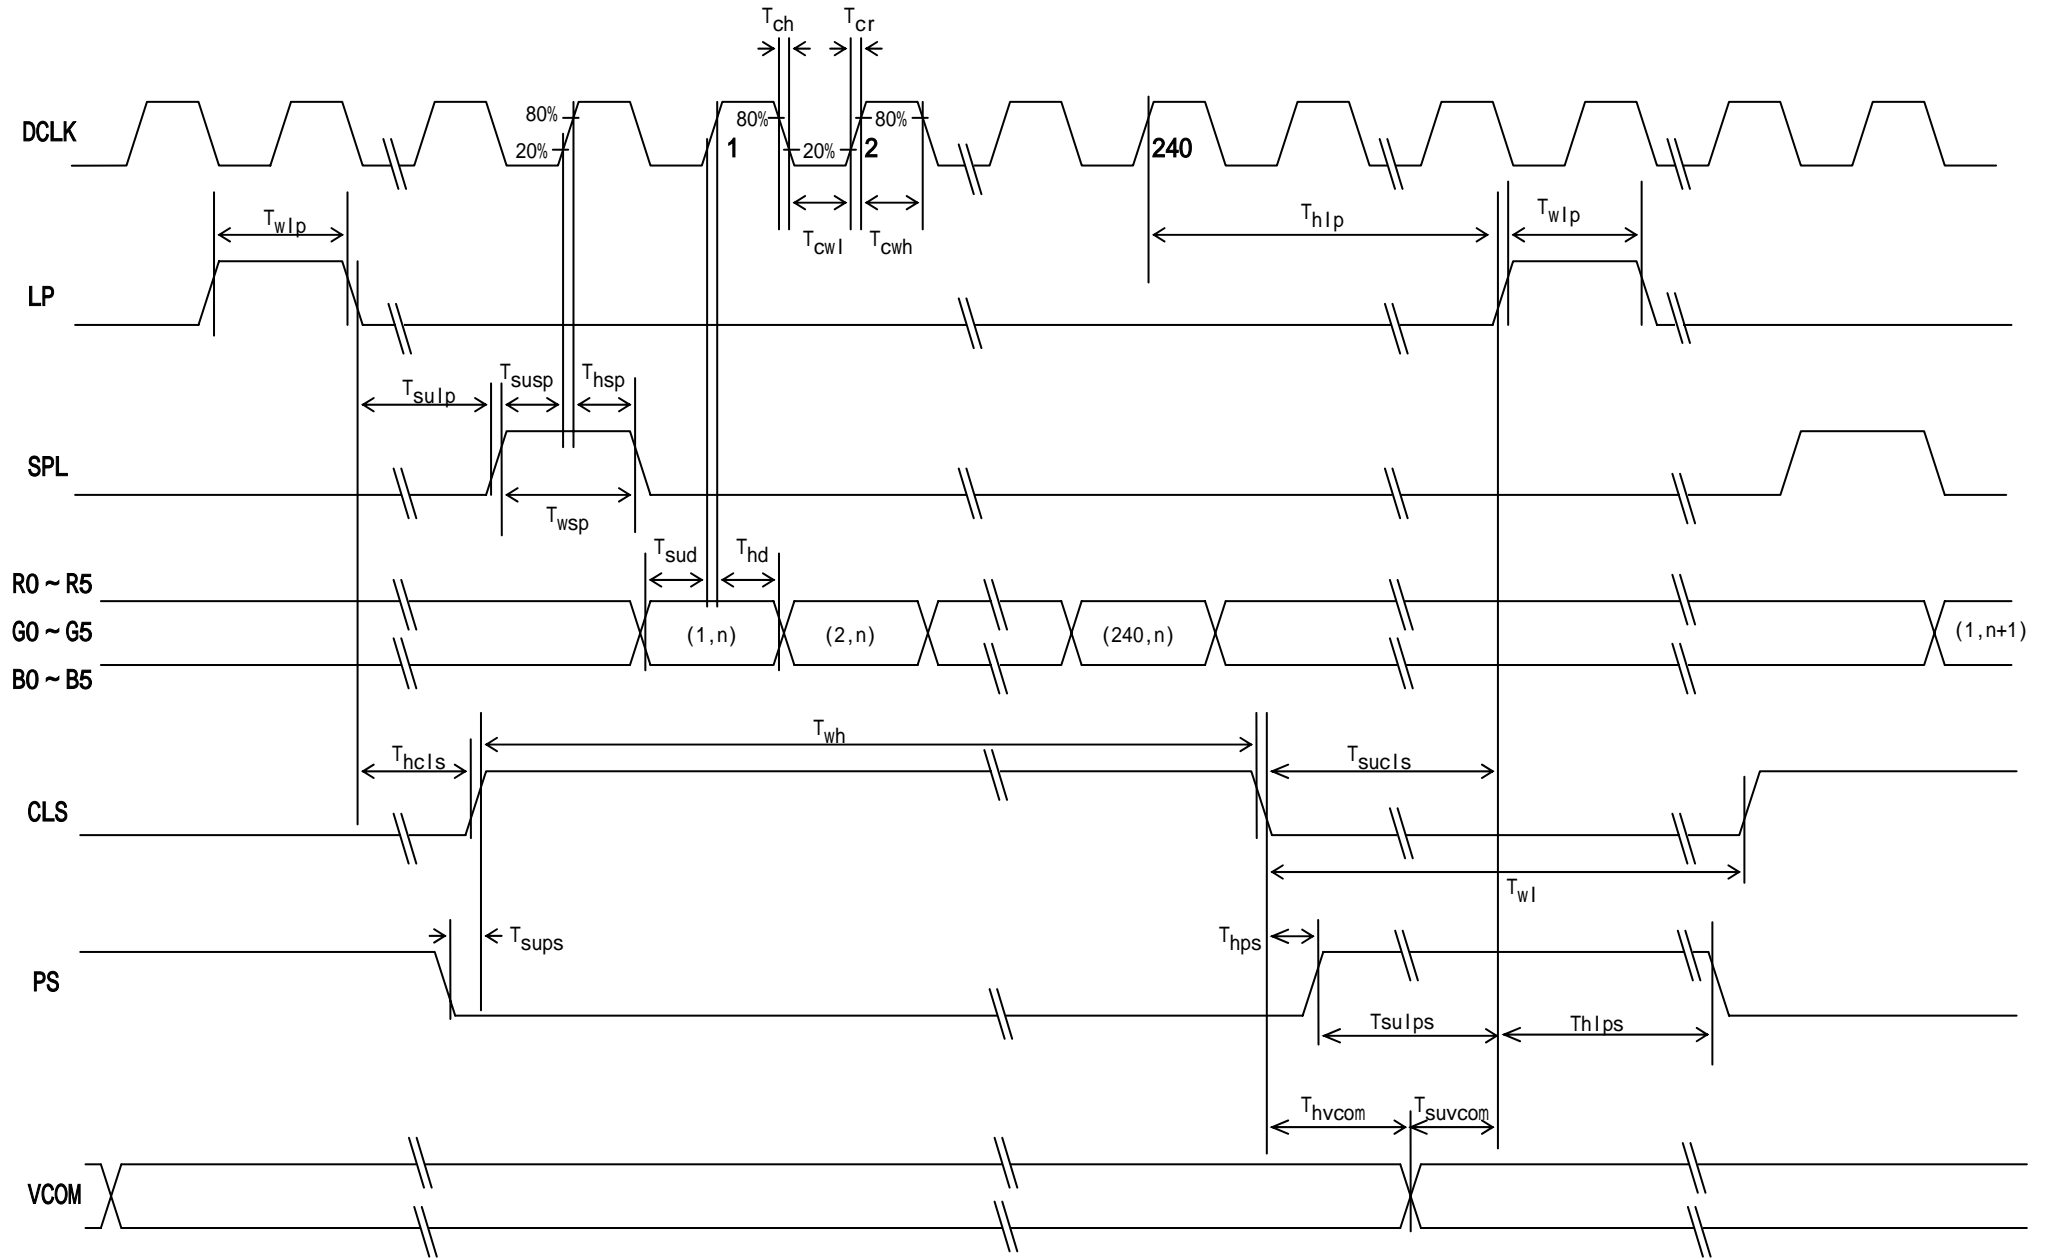 Tch Tcr
DCLK 80% 20% 80% 1 20% 2 80% 240
Twlp Tcwl Tcwh Thlp Twlp
LP
Tsulp Tsusp Thsp
SPL
Twsp
Tsud Thd
R0～R5
G0～G5 (1,n) (2,n) (240,n) (1,n+1)
B0～B5
Twh
Thcls Tsucls
CLS
Twl
Tsups Thps
PS
Tsulps Thlps
Thvcom Tsuvcom
VCOM